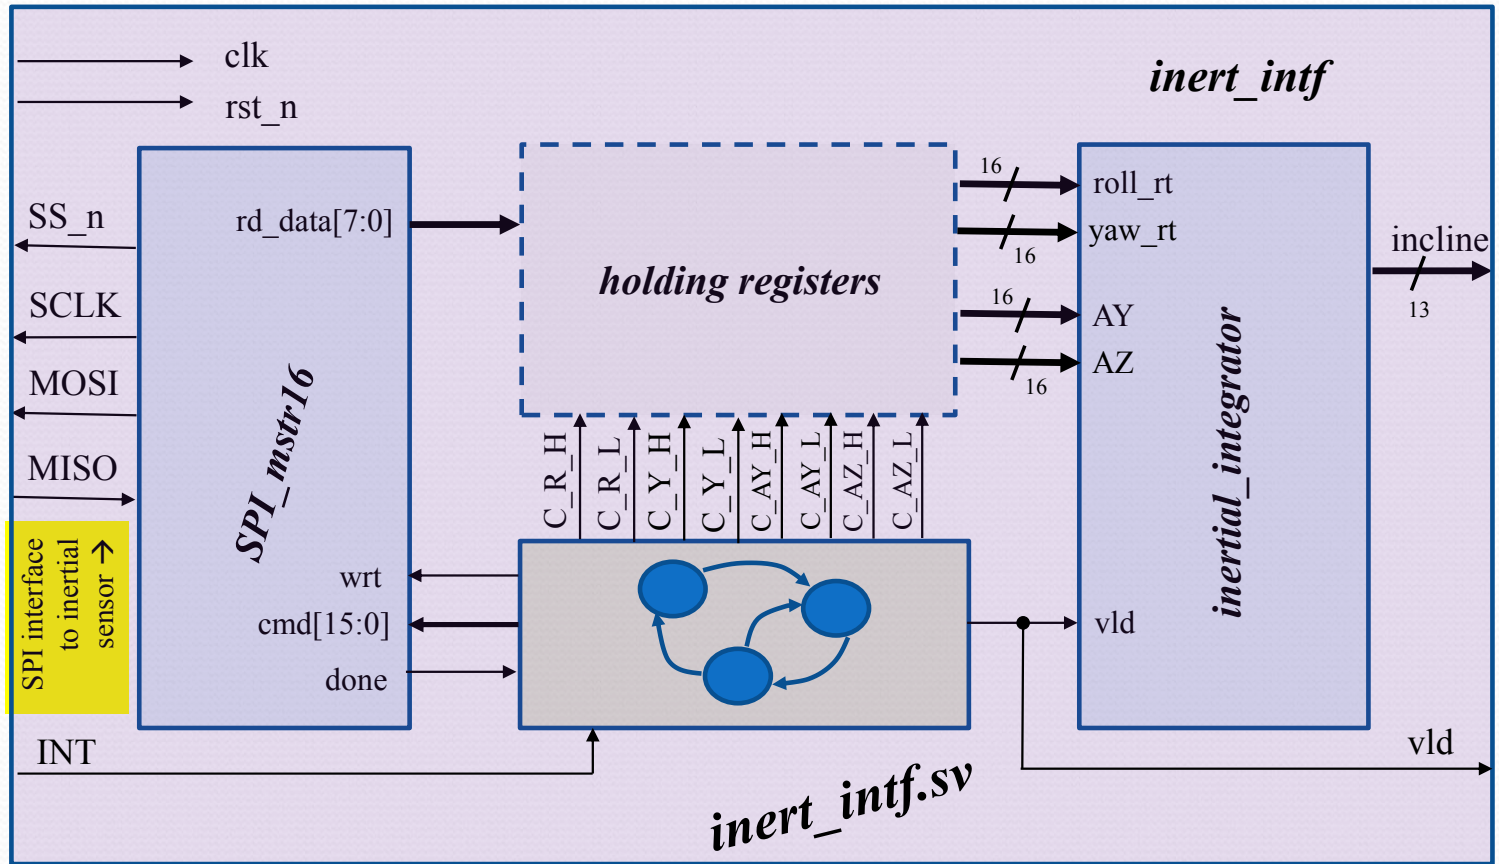 clk
rst_n
inert_intf
SS_n
SCLK
MOSI
MISO
SPI interface
to inertial
sensor →
INT
rd_data[7:0]
SPI_mstr16
wrt
cmd[15:0]
done
holding registers
C_R_H
C_R_L
C_Y_H
C_Y_L
C_AY_H
C_AY_L
C_AZ_H
C_AZ_L
16
16
16
16
roll_rt
yaw_rt
AY
AZ
inertial_integrator
vld
incline
13
vld
inert_intf.sv